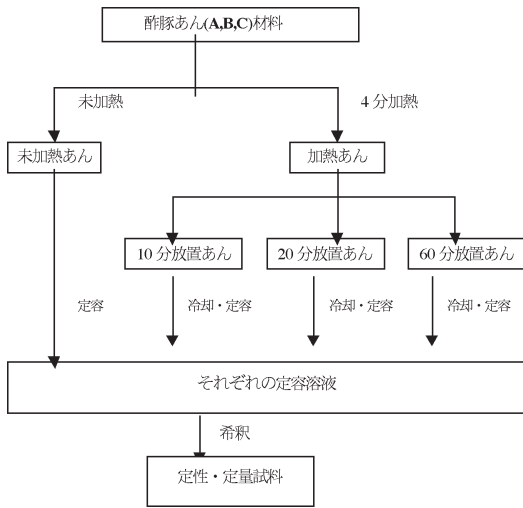 酢豚あん(A,B,C)材料
未加熱
4 分加熱
未加熱あん
加熱あん
10 分放置あん
20 分放置あん
60 分放置あん
定容
冷却・定容
冷却・定容
冷却・定容
それぞれの定容溶液
希釈
定性・定量試料